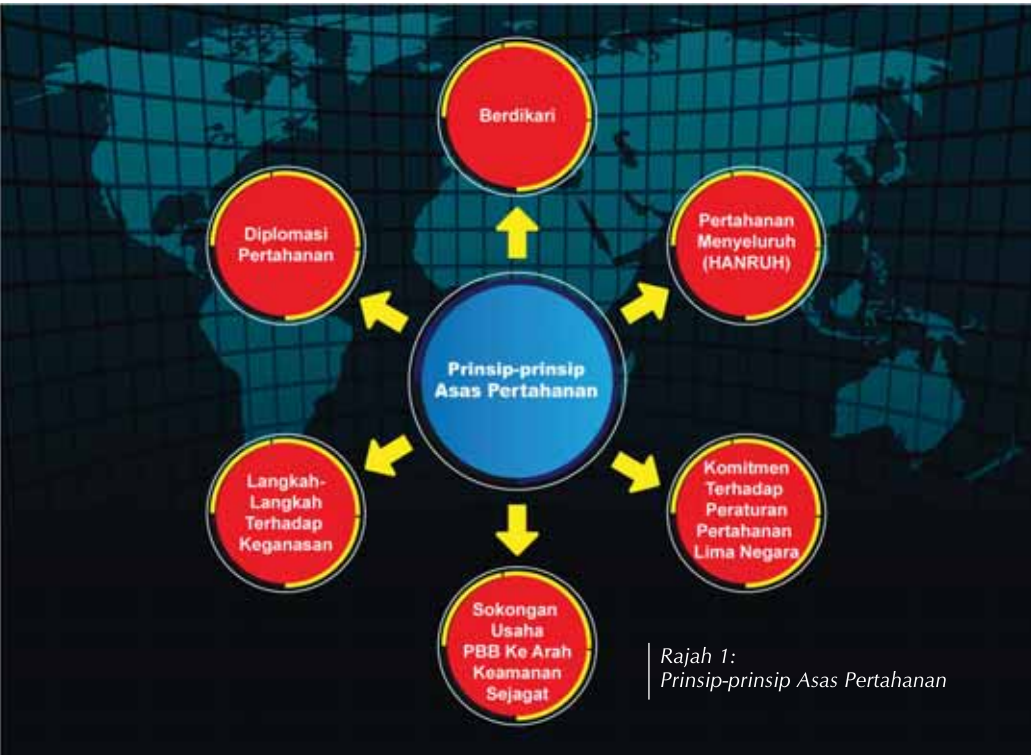 Berdikari
Diplomasi
Pertahanan
Pertahanan
Menyeluruh
(HANRUH)
Prinsip-prinsip
Asas Pertahanan
Langkah-
Langkah
Terhadap
Keganasan
Komitmen
Terhadap
Peraturan
Pertahanan
Lima Negara
Sokongan
Usaha
PBB Ke Arah
Keamanan
Sejagat
Rajah 1:
Prinsip-prinsip Asas Pertahanan